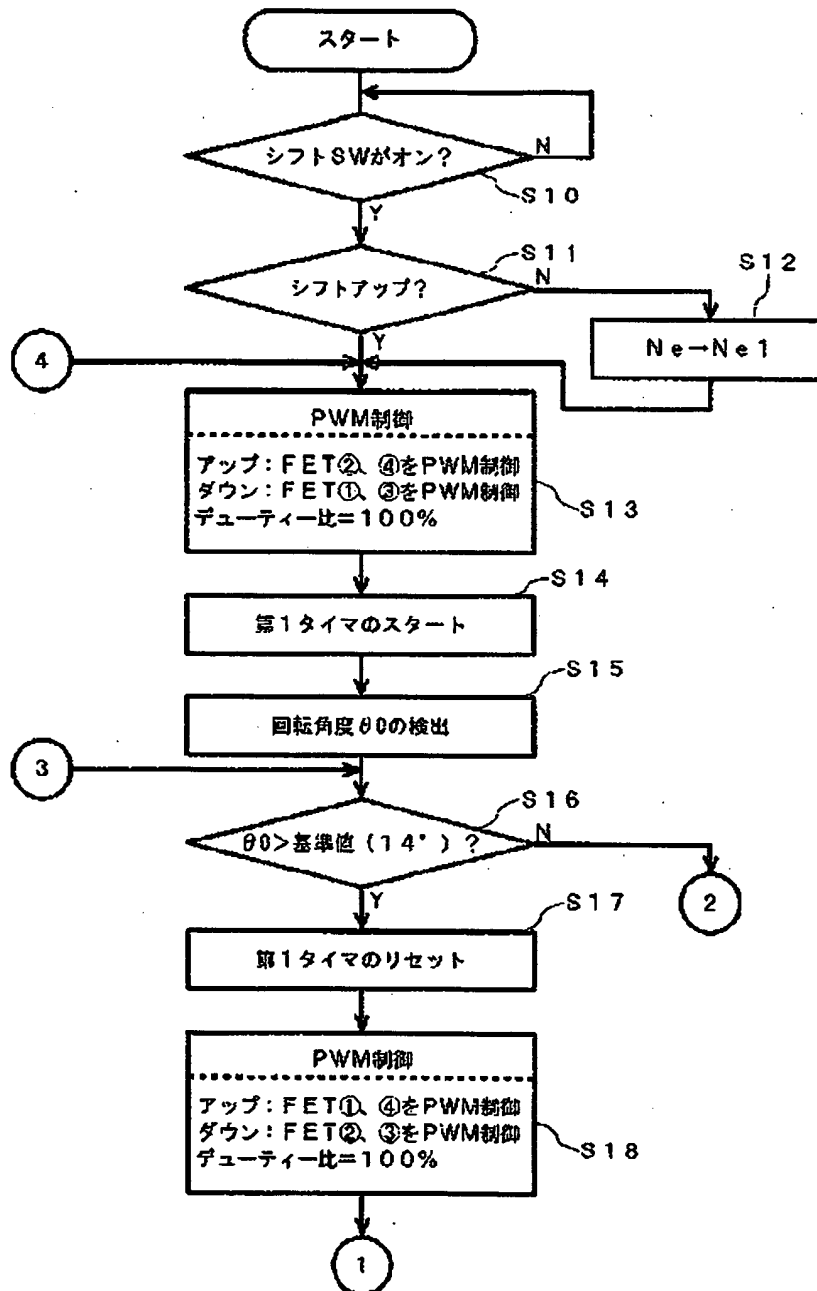 スタート
シフトSWがオン?
N
S10
Y
シフトアップ?
S11
N
S12
Ne→Ne1
Y
4
PWM制御
アップ:FET②、④をPWM制御
ダウン:FET①、③をPWM制御
デューティー比=100%
S13
S14
第1タイマのスタート
S15
回転角度θ0の検出
3
S16
θ0>基準値(14°)?
N
2
Y
S17
第1タイマのリセット
PWM制御
アップ:FET①、④をPWM制御
ダウン:FET②、③をPWM制御
デューティー比=100%
S18
1